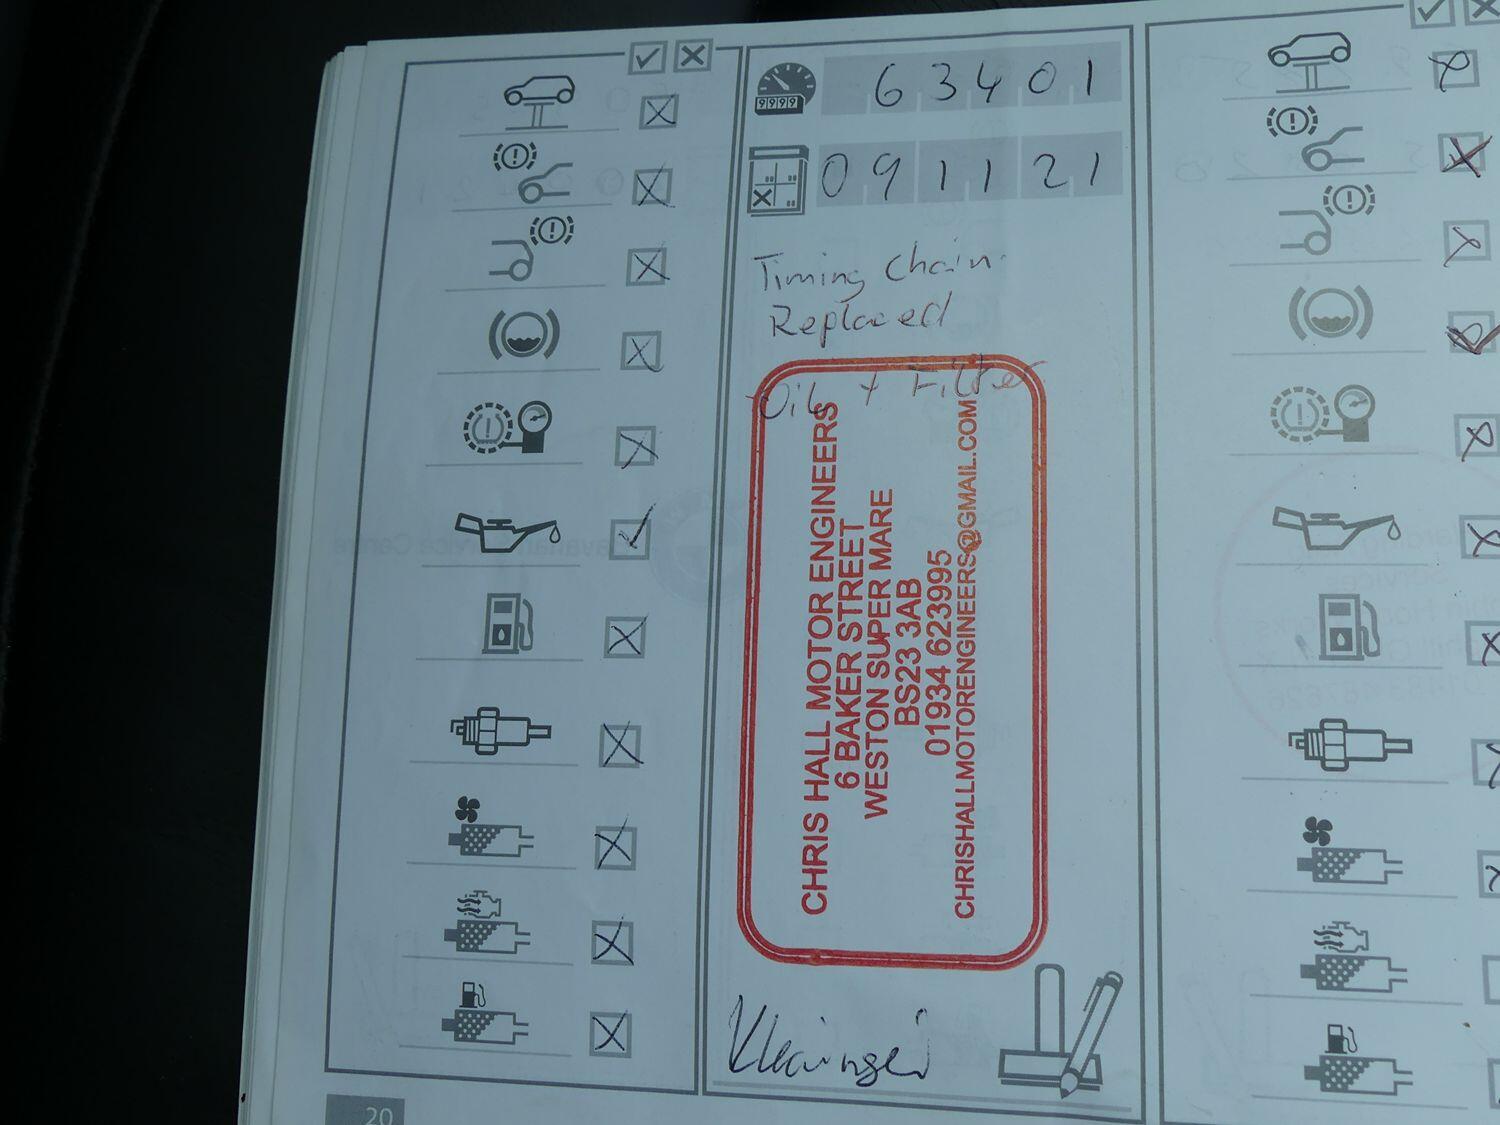 9999
63401
091121
Timing Chain
Replaced
Oil + Filter
CHRIS HALL MOTOR ENGINEERS
6 BAKER STREET
WESTON SUPER MARE
BS23 3AB
01934 623995
CHRISHALLMOTORENGINEERS@GMAIL.COM
20